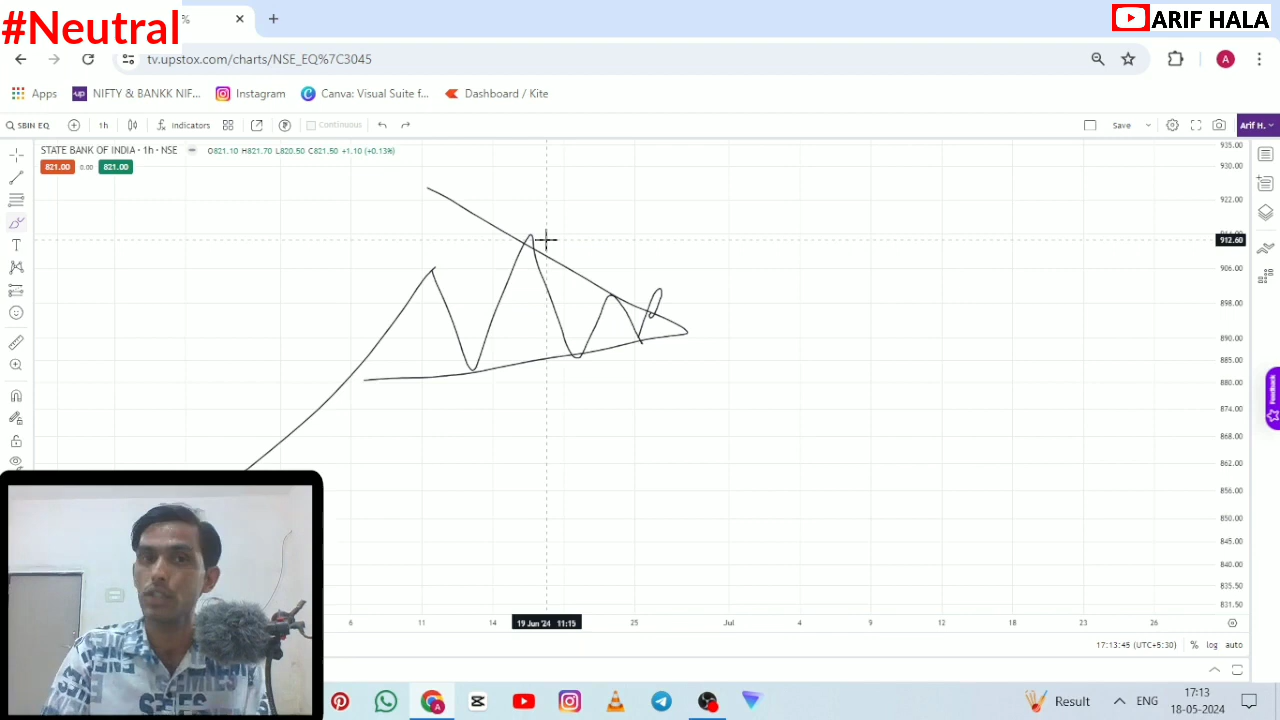 #Neutral
%
ARIF HALA
tv.upstox.com/charts/NSE_EQ%7C3045
A
Apps
up
NIFTY & BANKK NIF...
Instagram
Canva: Visual Suite f...
Dashboard / Kite
SBIN EQ
1h
Indicators
Continuous
Save
Arif H.
STATE BANK OF INDIA · 1h · NSE
O821.10 H821.70 L820.50 C821.50 +1.10 (+0.13%)
821.00
0.00
821.00
935.00
930.00
922.00
912.60
906.00
898.00
890.00
885.00
880.00
874.00
868.00
862.00
856.00
850.00
845.00
840.00
835.50
831.50
Feedback
6
11
14
19 Jun '24 11:15
25
Jul
4
9
12
18
23
26
17:13:45 (UTC+5:30)
%
log
auto
Result
ENG
17:13
18-05-2024